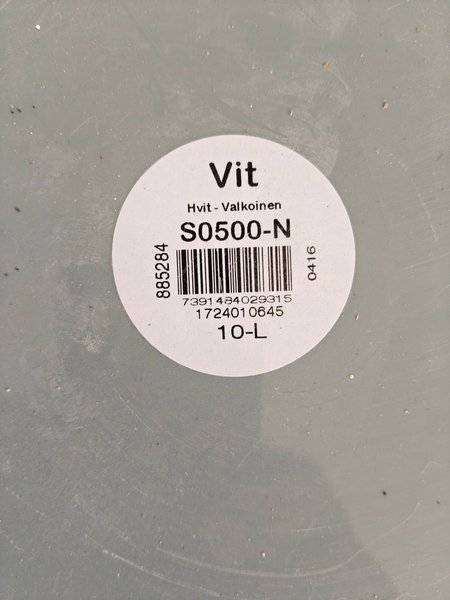 Vit
Hvit - Valkoinen
S0500-N
885284
0416
7391484029315
1724010645
10-L